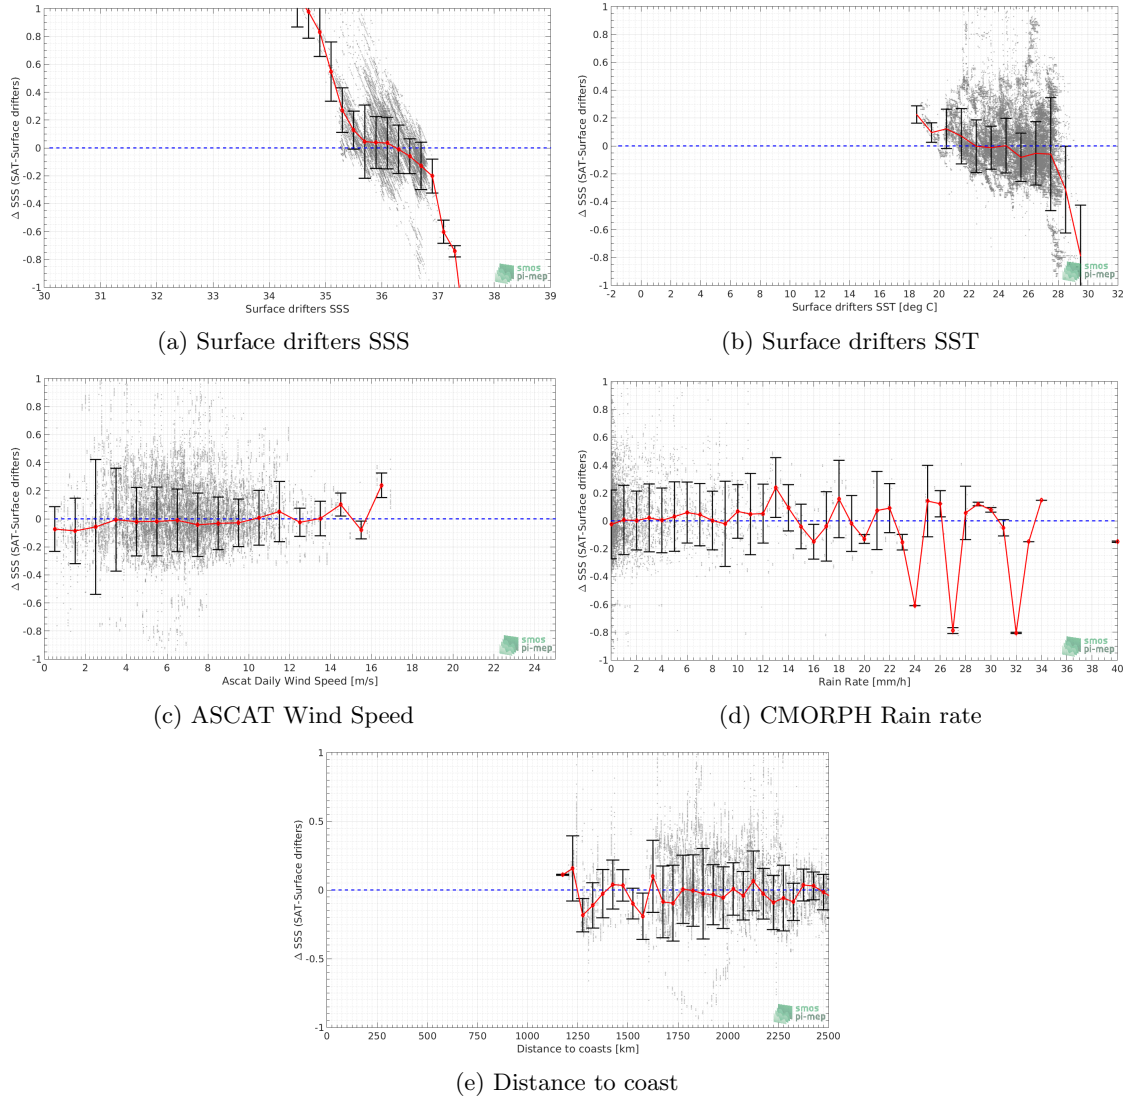 Δ SSS (SAT-Surface drifters)
1
0.8
0.6
0.4
0.2
0
-0.2
-0.4
-0.6
-0.8
-1
30 31 32 33 34 35 36 37 38 39
Surface drifters SSS
smos
pi-mep
(a) Surface drifters SSS
Δ SSS (SAT-Surface drifters)
1
0.8
0.6
0.4
0.2
0
-0.2
-0.4
-0.6
-0.8
-1
-2 0 2 4 6 8 10 12 14 16 18 20 22 24 26 28 30 32
Surface drifters SST [deg C]
smos
pi-mep
(b) Surface drifters SST
Δ SSS (SAT-Surface drifters)
1
0.8
0.6
0.4
0.2
0
-0.2
-0.4
-0.6
-0.8
-1
0 2 4 6 8 10 12 14 16 18 20 22 24
Ascat Daily Wind Speed [m/s]
smos
pi-mep
(c) ASCAT Wind Speed
Δ SSS (SAT-Surface drifters)
1
0.8
0.6
0.4
0.2
0
-0.2
-0.4
-0.6
-0.8
-1
0 2 4 6 8 10 12 14 16 18 20 22 24 26 28 30 32 34 36 38 40
Rain Rate [mm/h]
smos
pi-mep
(d) CMORPH Rain rate
Δ SSS (SAT-Surface drifters)
1
0.5
0
-0.5
-1
0 250 500 750 1000 1250 1500 1750 2000 2250 2500
Distance to coasts [km]
smos
pi-mep
(e) Distance to coast